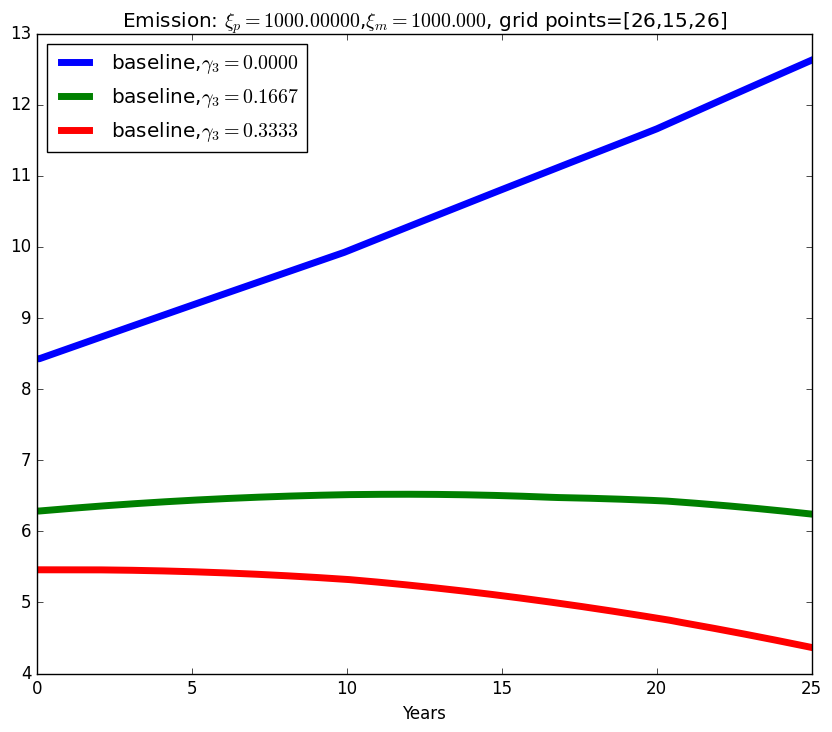 Emission: ξp = 1000.00000,ξm = 1000.000, grid points=[26,15,26]
13
12
11
10
9
8
7
6
5
4
baseline,γ3 = 0.0000
baseline,γ3 = 0.1667
baseline,γ3 = 0.3333
0 5 10 15 20 25
Years